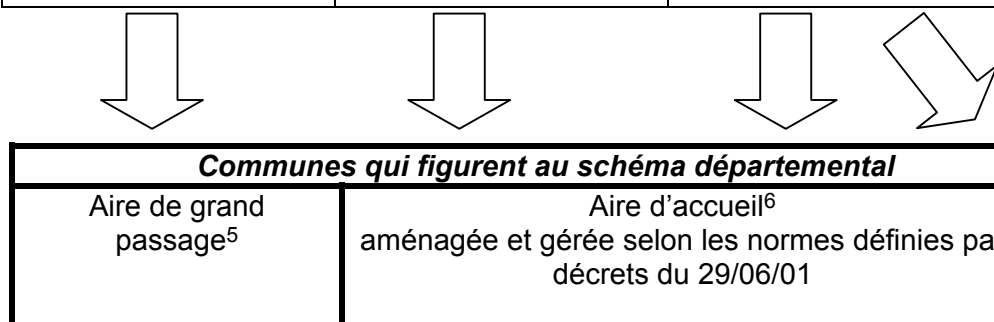 Communes qui figurent au schéma départemental
Aire de grand
passage5
Aire d'accueil6
aménagée et gérée selon les normes définies pa
décrets du 29/06/01